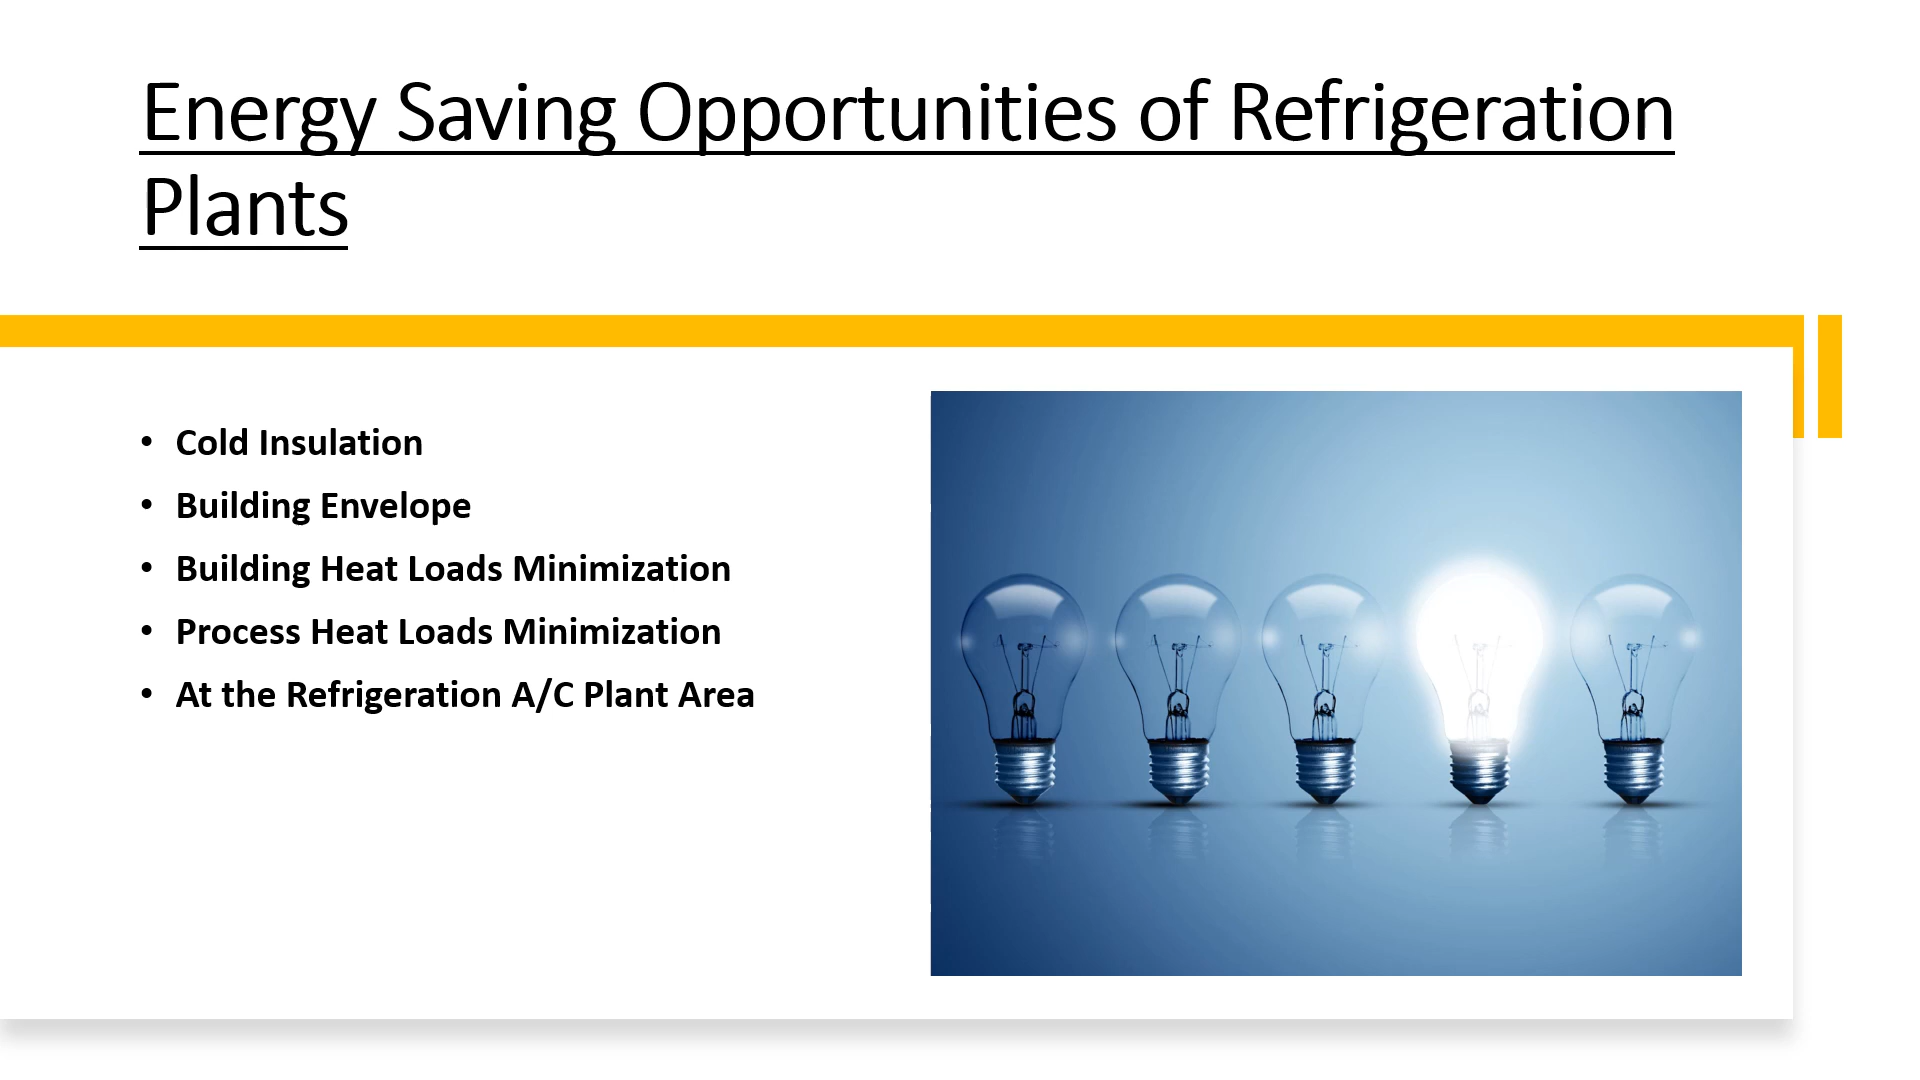 Energy Saving Opportunities of Refrigeration
Plants
• Cold Insulation
• Building Envelope
• Building Heat Loads Minimization
• Process Heat Loads Minimization
• At the Refrigeration A/C Plant Area